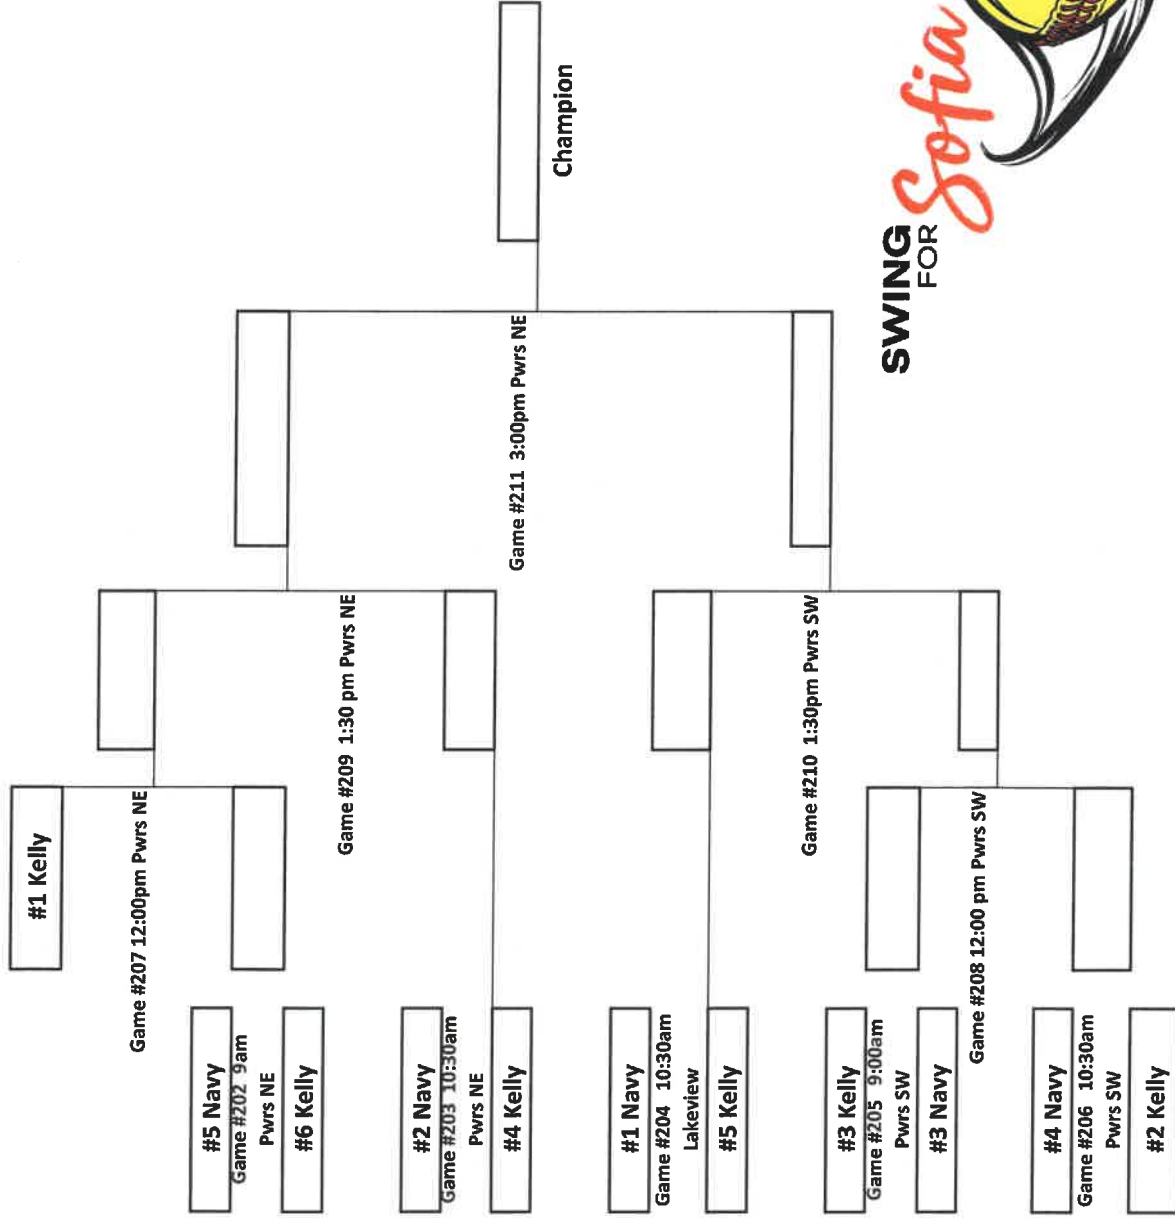 #1 Kelly
Game #207 12:00pm Pwrs NE
#5 Navy
Game #202 9am
Pwrs NE
#6 Kelly
Game #209 1:30 pm Pwrs NE
#2 Navy
Game #203 10:30am
Pwrs NE
#4 Kelly
Game #211 3:00pm Pwrs NE
Champion
#1 Navy
Game #204 10:30am
Lakeview
#5 Kelly
Game #210 1:30pm Pwrs SW
#3 Kelly
Game #205 9:00am
Pwrs SW
#3 Navy
Game #208 12:00 pm Pwrs SW
#4 Navy
Game #206 10:30am
Pwrs SW
#2 Kelly
SWING
FOR
Sofia